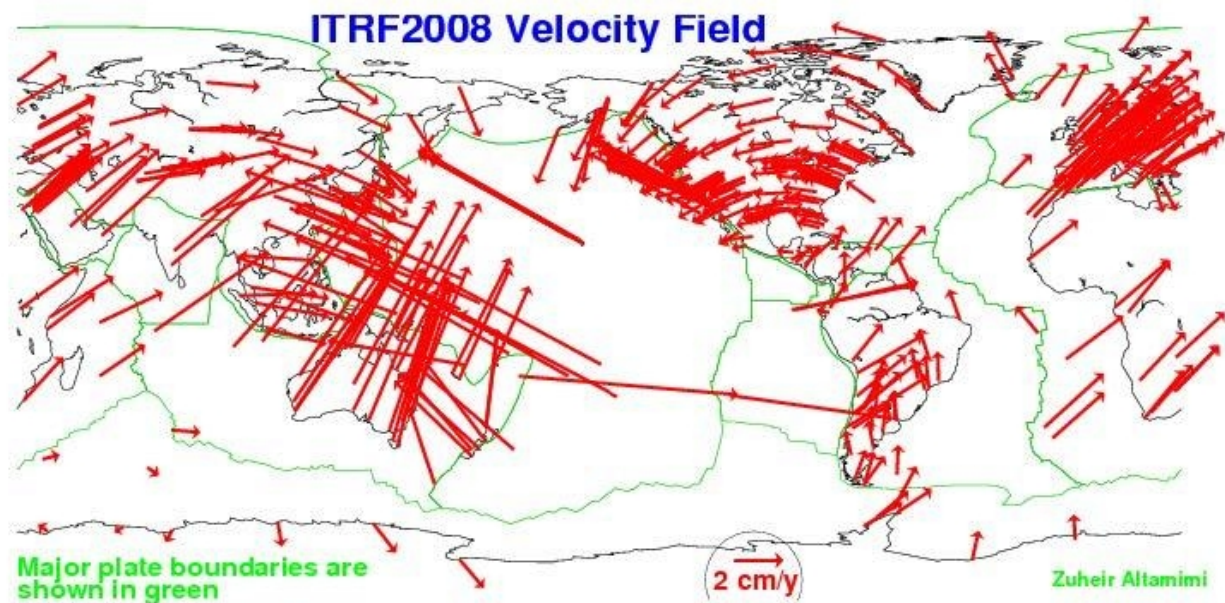 ITRF2008 Velocity Field
Major plate boundaries are
shown in green
2 cm/y
Zuheir Altamimi